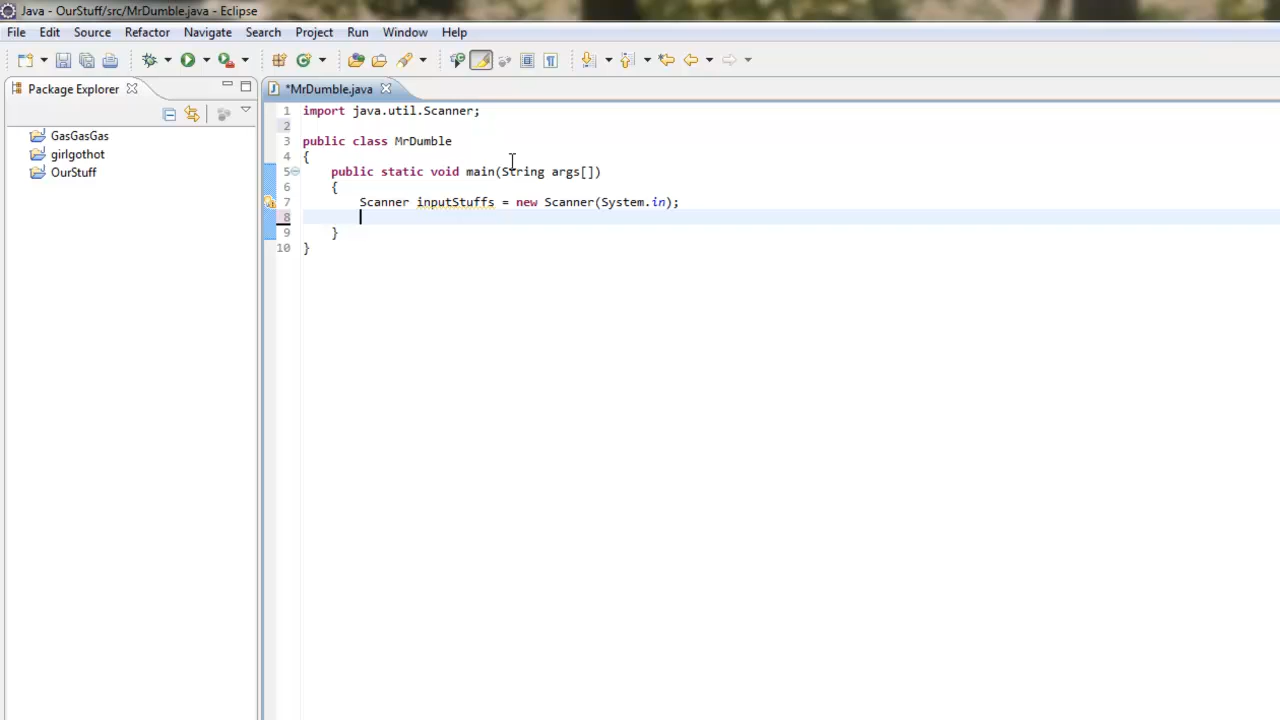 Java - OurStuff/src/MrDumble.java - Eclipse
File Edit Source Refactor Navigate Search Project Run Window Help
Package Explorer
*MrDumble.java
GasGasGas
girlgothot
OurStuff
1 import java.util.Scanner;
2
3 public class MrDumble
4 {
5 public static void main(String args[])
6 {
7 Scanner inputStuffs = new Scanner(System.in);
8
9 }
10 }